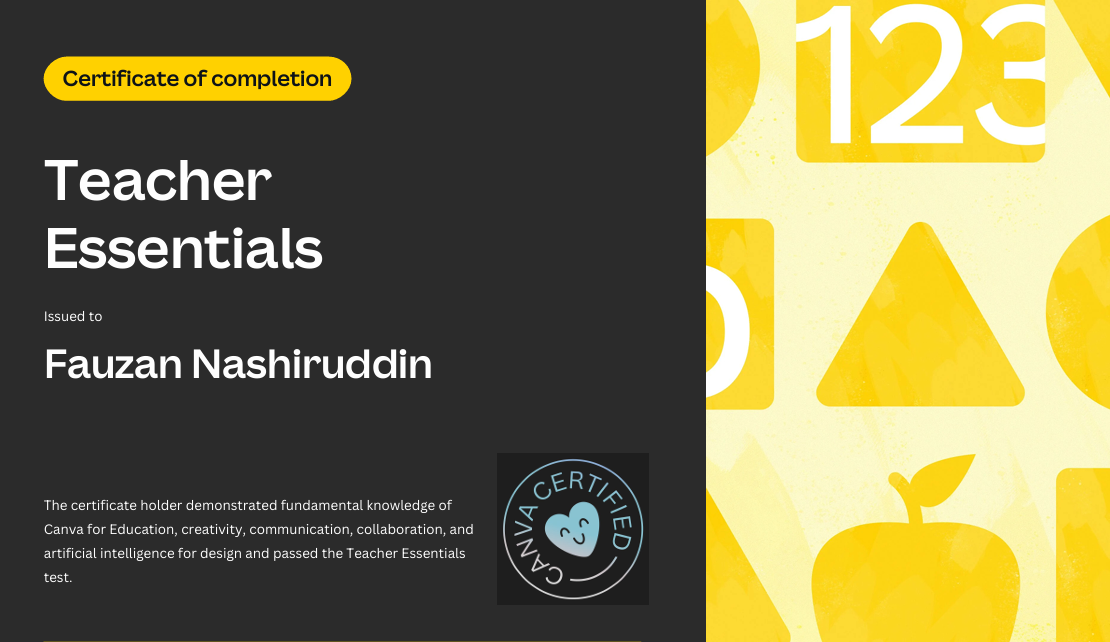 Certificate of completion
Teacher
Essentials
Issued to
Fauzan Nashiruddin
The certificate holder demonstrated fundamental knowledge of
Canva for Education, creativity, communication, collaboration, and
artificial intelligence for design and passed the Teacher Essentials
test.
CANVA CERTIFIED
123
0